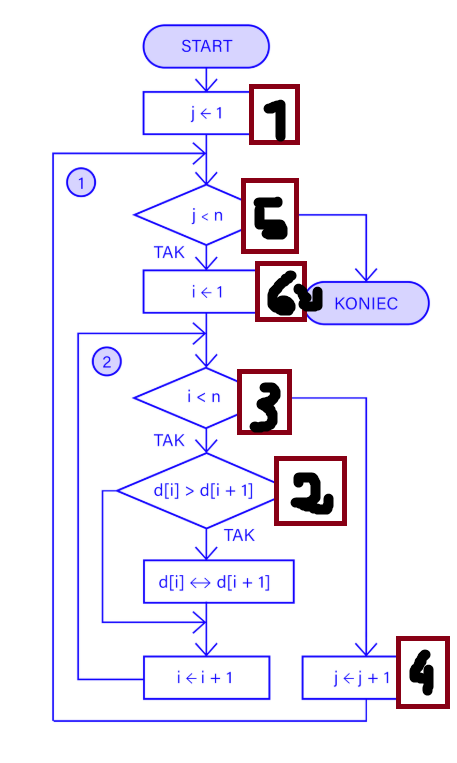 START
j ← 1
1
1
j < n
5
TAK
i ← 1
6
KONIEC
2
i < n
3
TAK
d[i] > d[i + 1]
2
TAK
d[i] ↔ d[i + 1]
i ← i + 1
j ← j + 1
4